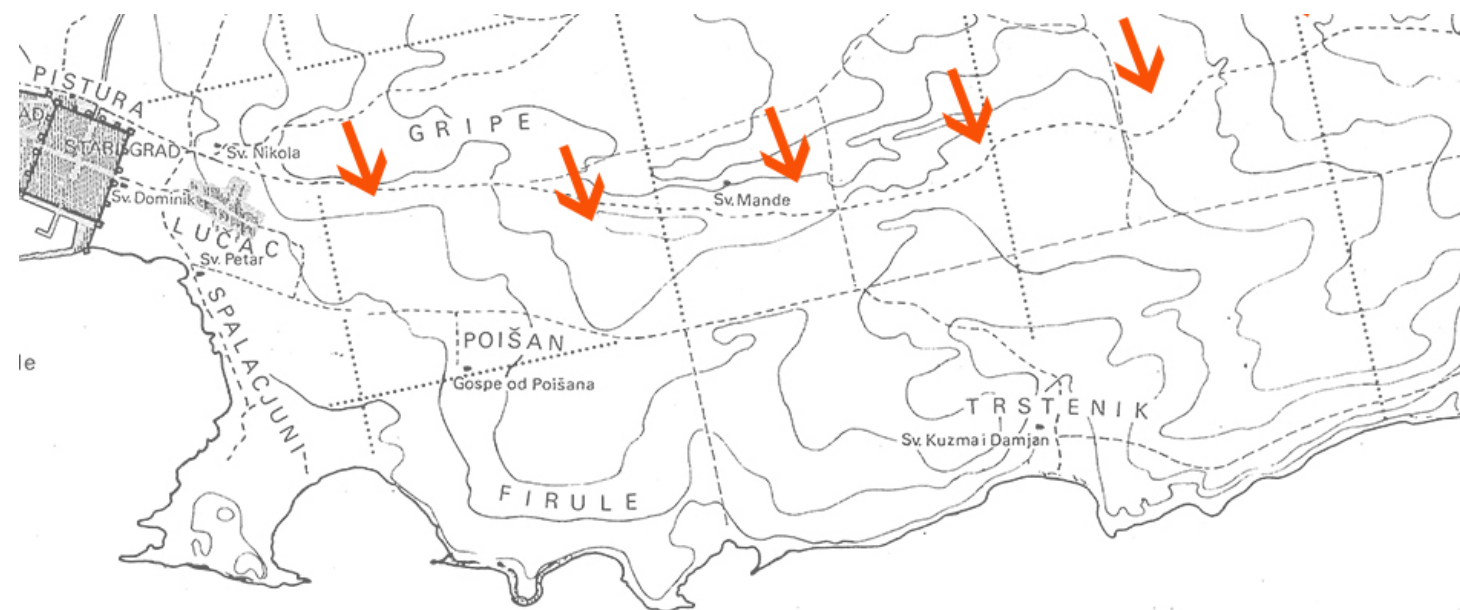 PISTURA
AD
STARI GRAD
Sv. Nikola
GRIPE
Sv. Dominik
Sv. Mande
LUČAC
Sv. Petar
SPALACJUNI
POIŠAN
le
Gospe od Poišana
TRSTENIK
Sv. Kuzma i Damjan
FIRULE